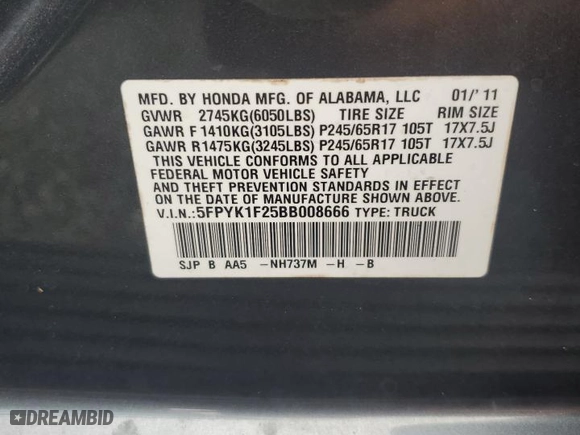 MFD. BY HONDA MFG. OF ALABAMA, LLC 01/'11
GVWR 2745KG(6050LBS) TIRE SIZE RIM SIZE
GAWR F1410KG(3105LBS) P245/65R17 105T 17X7.5J
GAWR R1475KG(3245LBS) P245/65R17 105T 17X7.5J
THIS VEHICLE CONFORMS TO ALL APPLICABLE
FEDERAL MOTOR VEHICLE SAFETY
AND THEFT PREVENTION STANDARDS IN EFFECT
ON THE DATE OF MANUFACTURE SHOWN ABOVE.
V.I.N.:5FPYK1F25BB008666 TYPE: TRUCK
SJP B AA5 -NH737M -H -B
DREAMBID